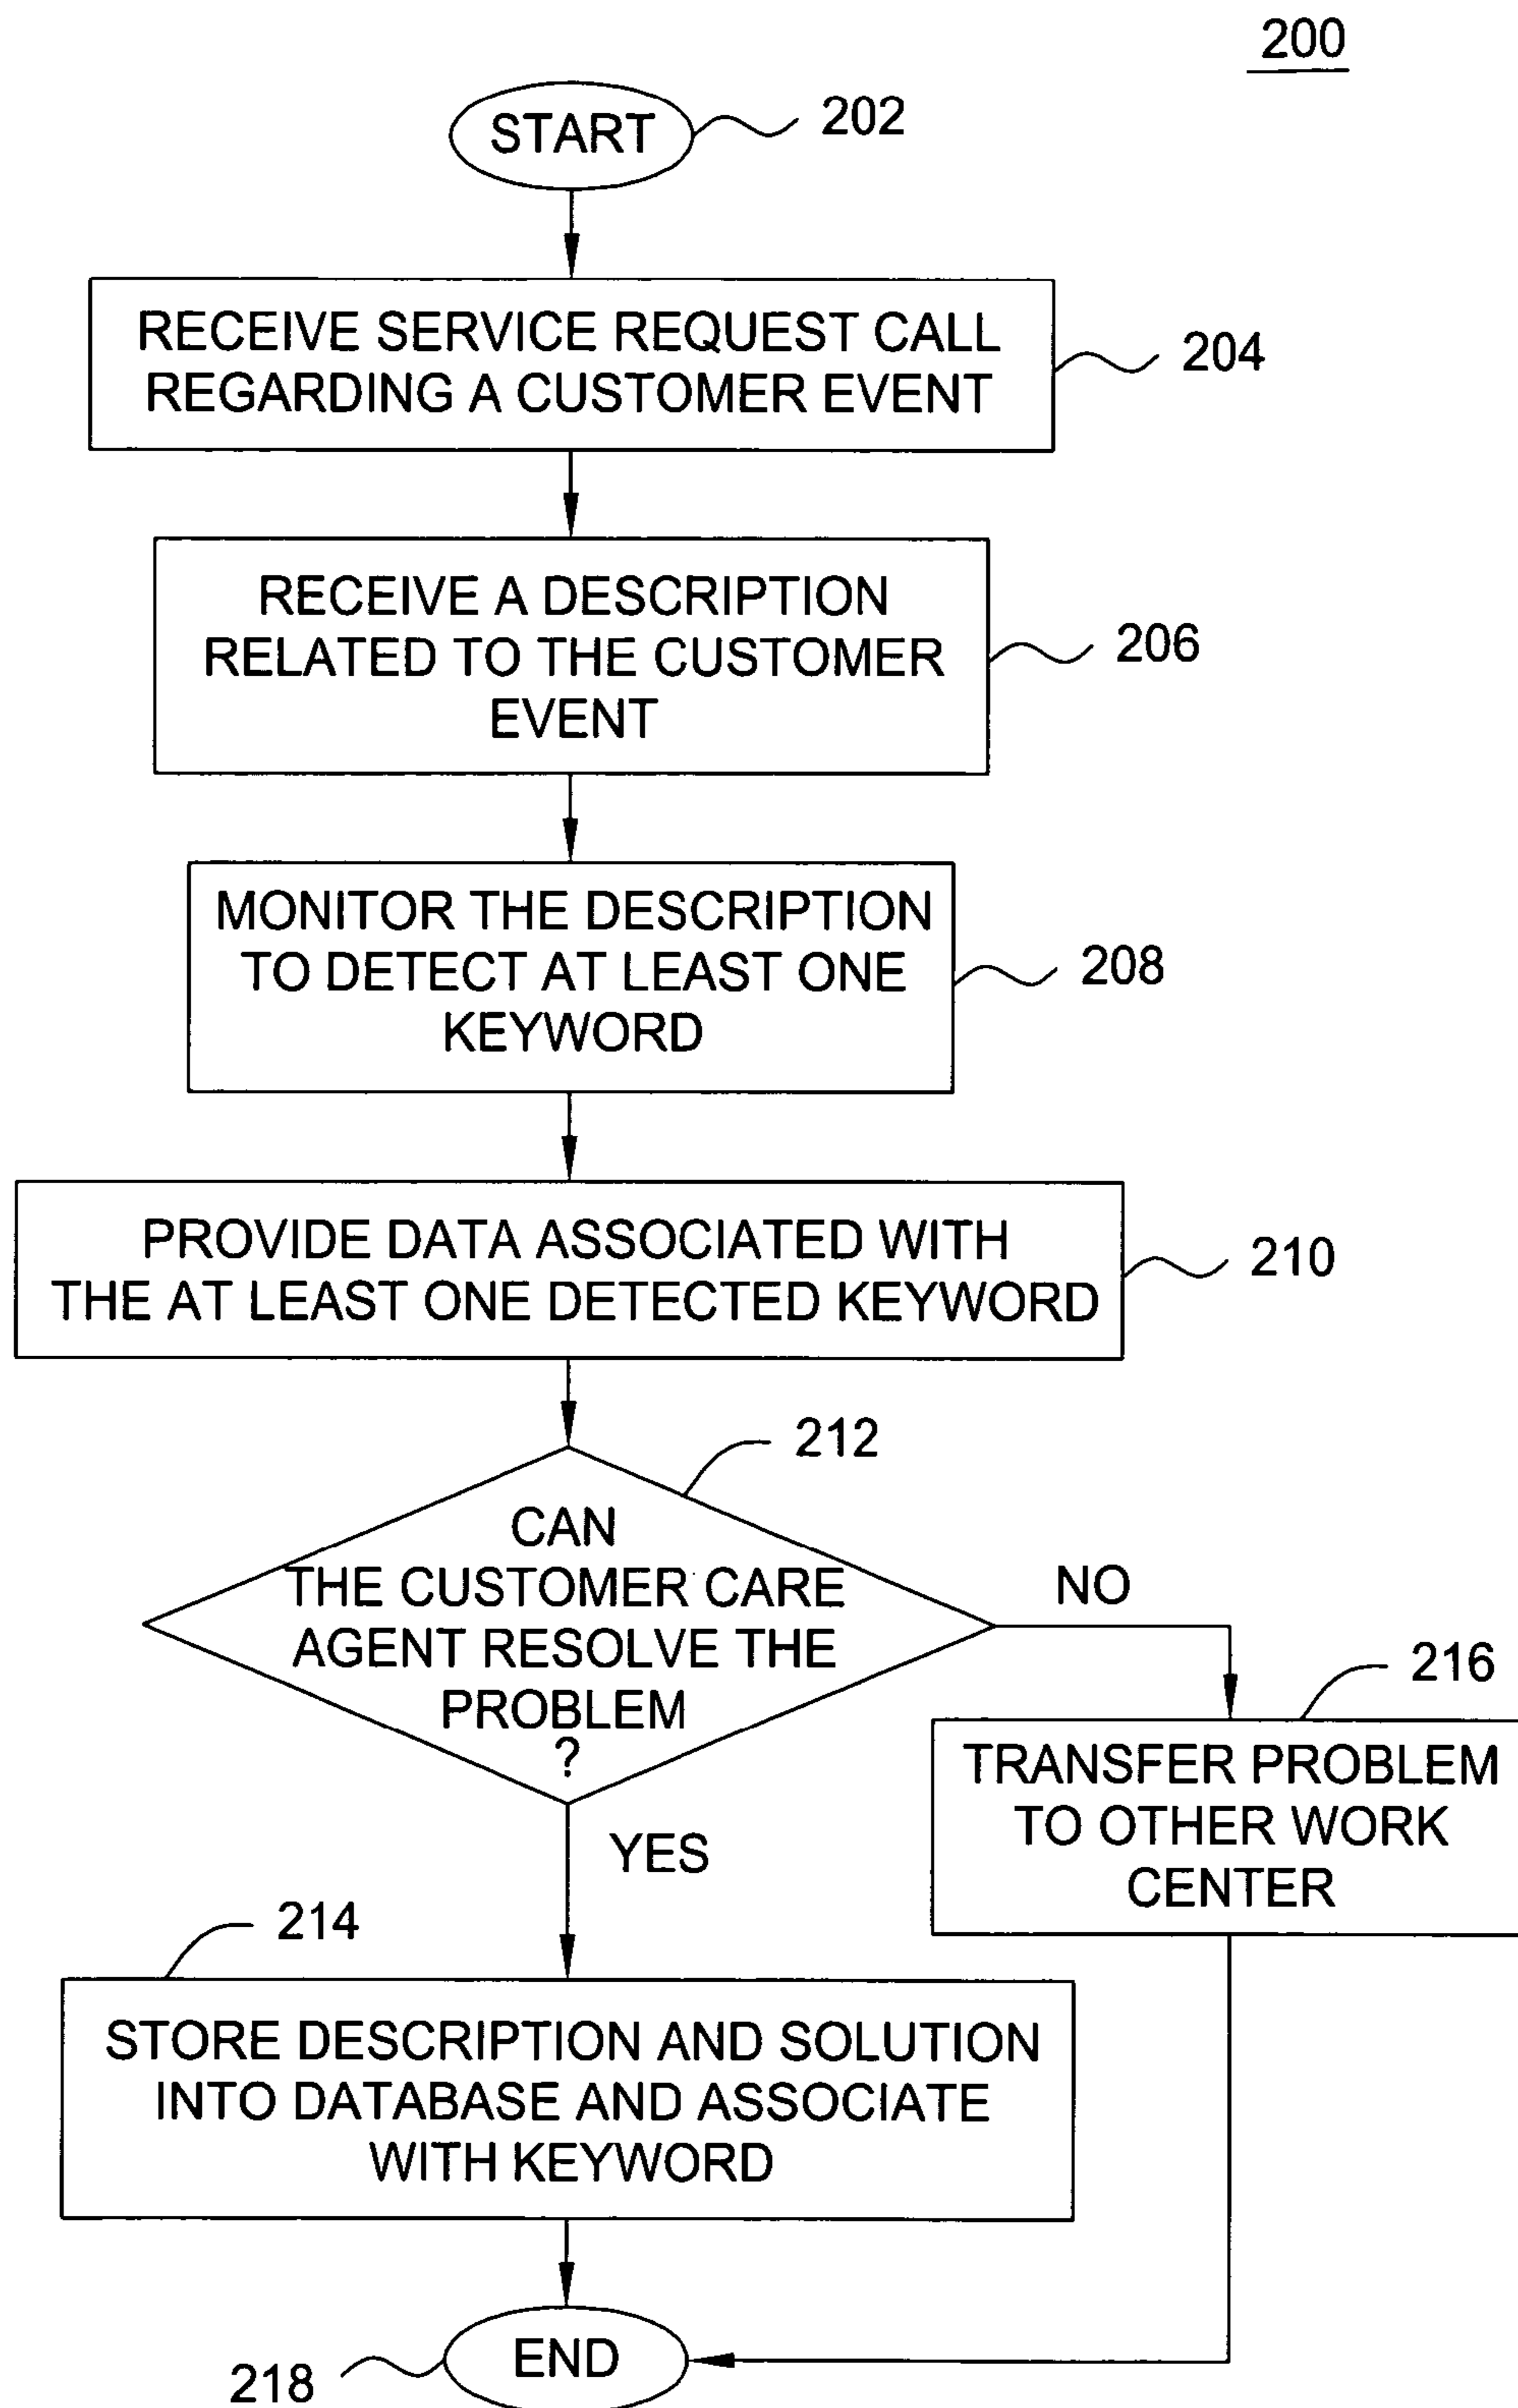 200
START
202
RECEIVE SERVICE REQUEST CALL
REGARDING A CUSTOMER EVENT
204
RECEIVE A DESCRIPTION
RELATED TO THE CUSTOMER
EVENT
206
MONITOR THE DESCRIPTION
TO DETECT AT LEAST ONE
KEYWORD
208
PROVIDE DATA ASSOCIATED WITH
THE AT LEAST ONE DETECTED KEYWORD
210
212
CAN
THE CUSTOMER CARE
AGENT RESOLVE THE
PROBLEM
?
NO
216
TRANSFER PROBLEM
TO OTHER WORK
CENTER
YES
214
STORE DESCRIPTION AND SOLUTION
INTO DATABASE AND ASSOCIATE
WITH KEYWORD
END
218